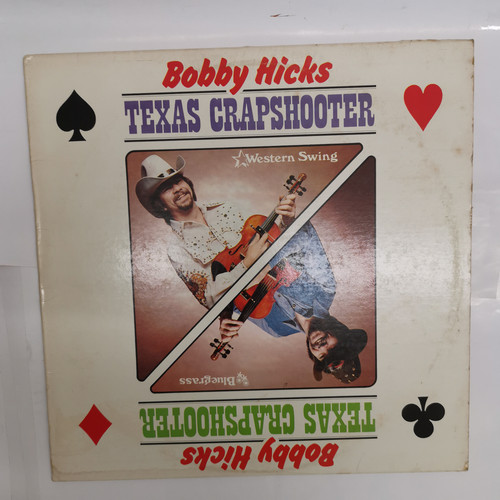 Bobby Hicks
TEXAS CRAPSHOOTER
Western Swing
Bluegrass
TEXAS CRAPSHOOTER
Bobby Hicks